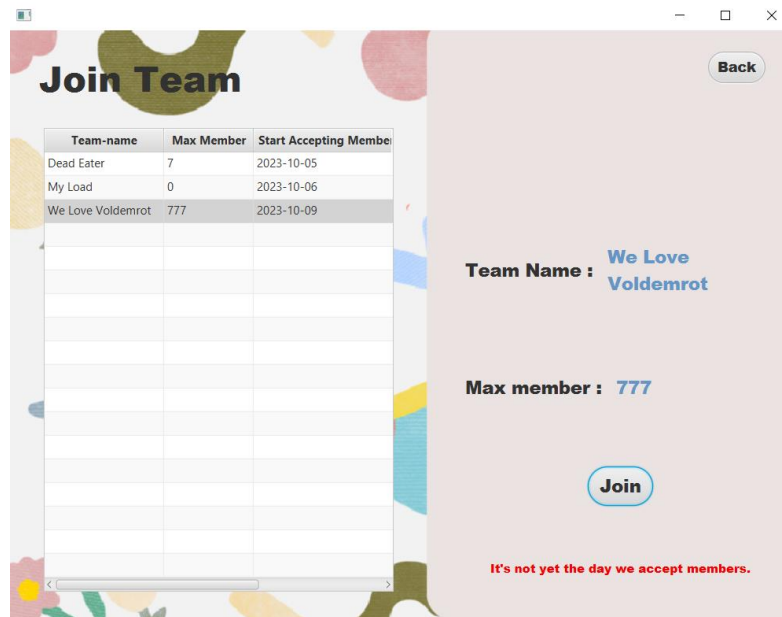 Join Team
Back
Team-name Max Member Start Accepting Member
Dead Eater 7 2023-10-05
My Load 0 2023-10-06
We Love Voldemrot 777 2023-10-09
Team Name : We Love
Voldemrot
Max member : 777
Join
It's not yet the day we accept members.